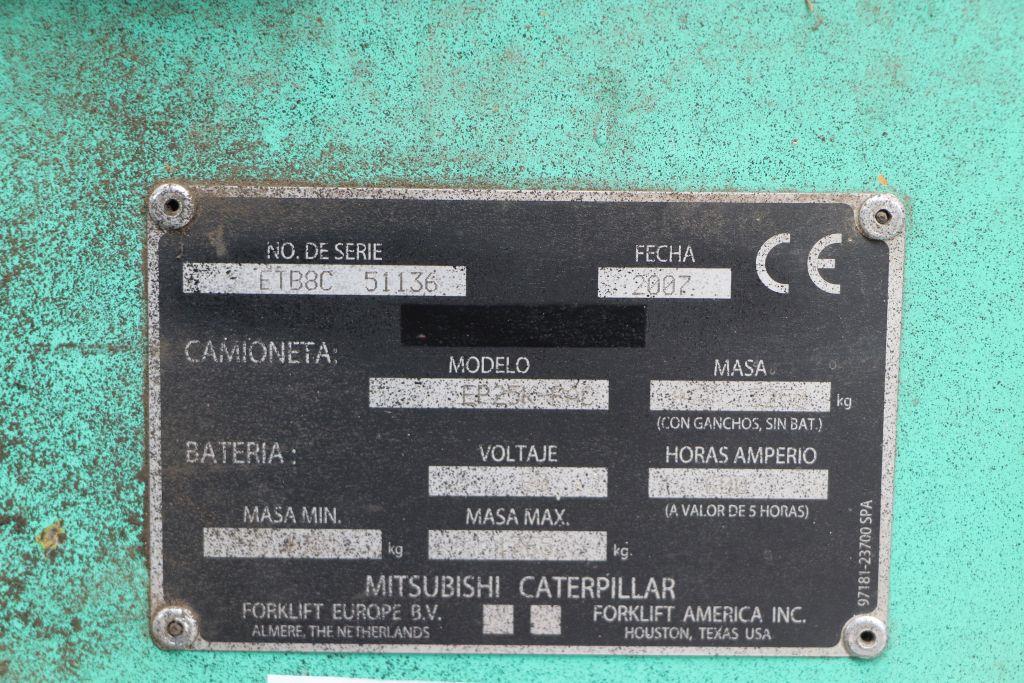 NO. DE SERIE
FECHA
CE
ETB8C 51136
2007
CAMIONETA:
MODELO
MASA
kg
(CON GANCHOS, SIN BAT.)
BATERIA :
VOLTAJE
HORAS AMPERIO
(A VALOR DE 5 HORAS)
MASA MIN.
MASA MAX.
kg
kg.
MITSUBISHI CATERPILLAR
FORKLIFT EUROPE B.V.
FORKLIFT AMERICA INC.
ALMERE, THE NETHERLANDS
HOUSTON, TEXAS USA
97181-23700 SPA